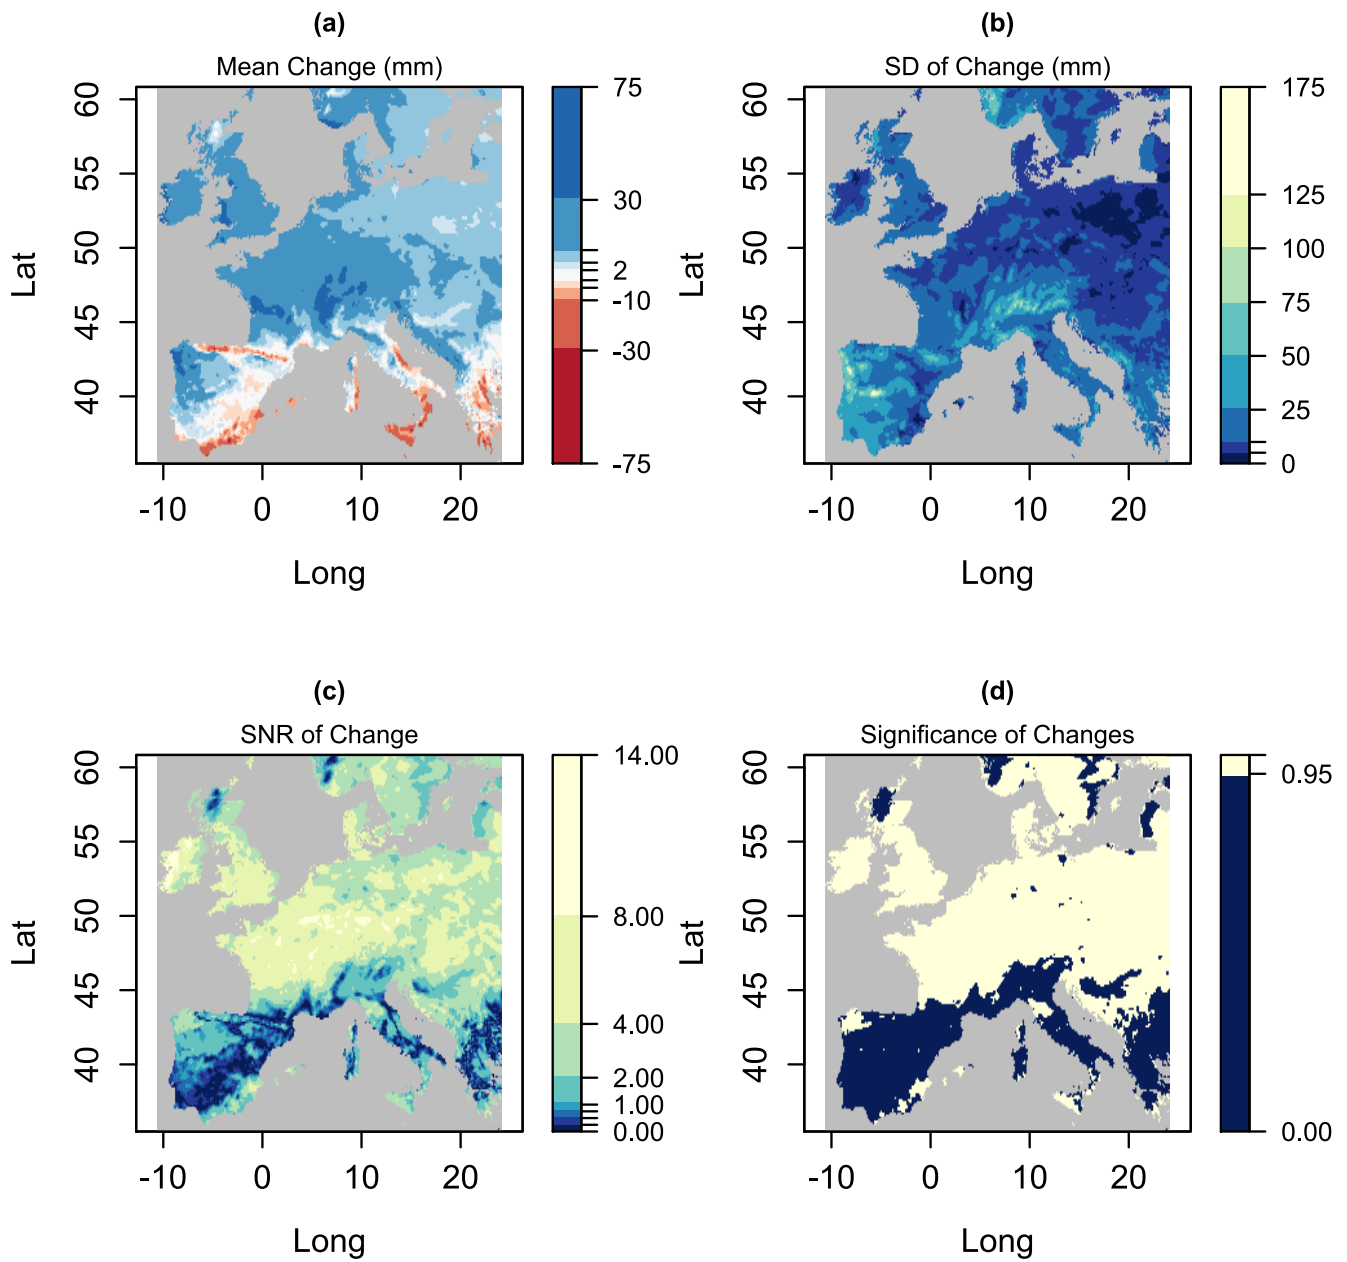 (a)
Mean Change (mm)
60
55
50
45
40
Lat
-10 0 10 20
Long
75
30
2
-10
-30
-75
(b)
SD of Change (mm)
60
55
50
45
40
Lat
-10 0 10 20
Long
175
125
100
75
50
25
0
(c)
SNR of Change
60
55
50
45
40
Lat
-10 0 10 20
Long
14.00
8.00
4.00
2.00
1.00
0.00
(d)
Significance of Changes
60
55
50
45
40
Lat
-10 0 10 20
Long
0.95
0.00